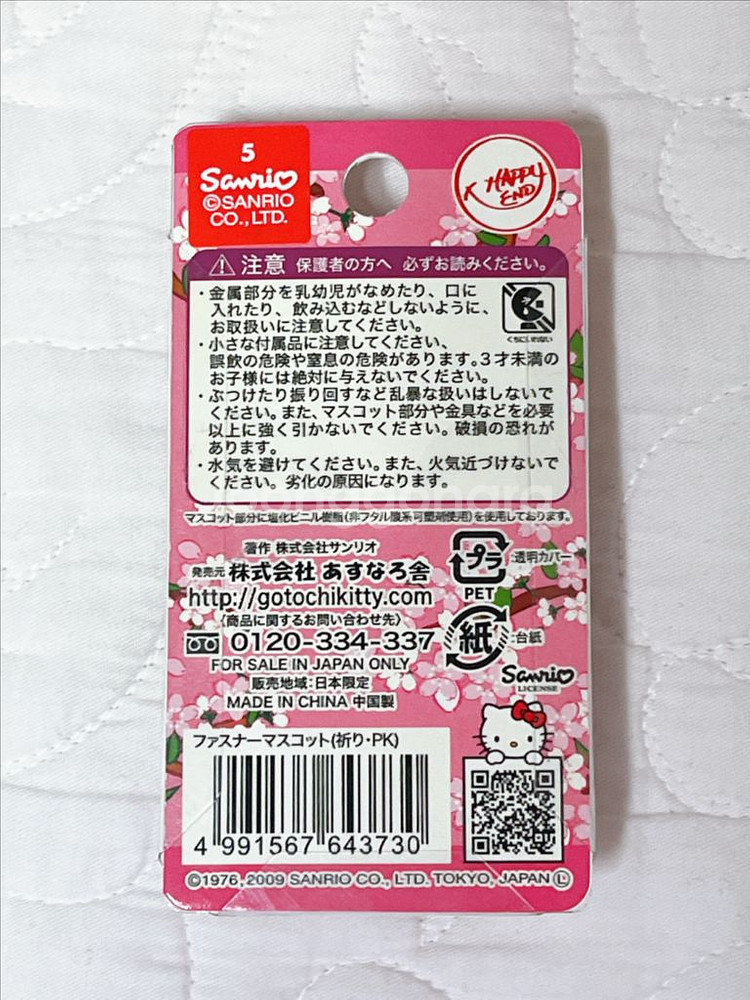 5
Sanrio
©SANRIO
CO., LTD.
HAPPY
END
注意 保護者の方へ 必ずお読みください。
・金属部分を乳幼児がなめたり、口に
入れたり、飲み込むなどしないように、
お取扱いに注意してください。
・小さな付属品に注意してください、
誤飲の危険や窒息の危険があります。3才未満の
お子様には絶対に与えないでください。
・ぶつけたり振り回すなど乱暴な扱いはしないで
ください。また、マスコット部分や金具などを必要
以上に強く引かないでください。破損の恐れが
あります。
・水気を避けてください。また、火気近づけないで
ください。劣化の原因になります。
くちにいれない
マスコット部分に塩化ビニル樹脂(非フタル酸系可塑剤使用)を使用しております。
著作 株式会社サンリオ
発売元 株式会社 あすなろ舎
http://gotochikitty.com
(商品に関するお問い合わせ先)
0120-334-337
FOR SALE IN JAPAN ONLY
販売地域:日本限定
MADE IN CHINA 中国製
プラ :透明カバー
PET
紙 :台紙
Sanrio
LICENSE
ファスナーマスコット(祈り・PK)
4 991567 643730
©1976, 2009 SANRIO CO., LTD. TOKYO, JAPAN Ⓛ